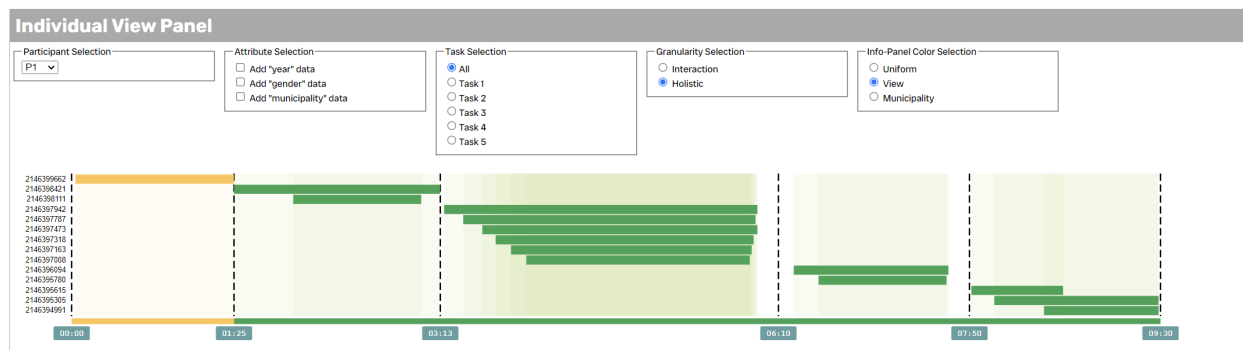 Individual View Panel
Participant Selection
P1
Attribute Selection
Add "year" data
Add "gender" data
Add "municipality" data
Task Selection
All
Task 1
Task 2
Task 3
Task 4
Task 5
Granularity Selection
Interaction
Holistic
Info-Panel Color Selection
Uniform
View
Municipality
2146399662
2146398421
2146398111
2146397942
2146397787
2146397473
2146397318
2146397163
2146397008
2146396094
2146395780
2146395615
2146395305
2146394991
00:00 01:25 03:13 06:10 07:50 09:30